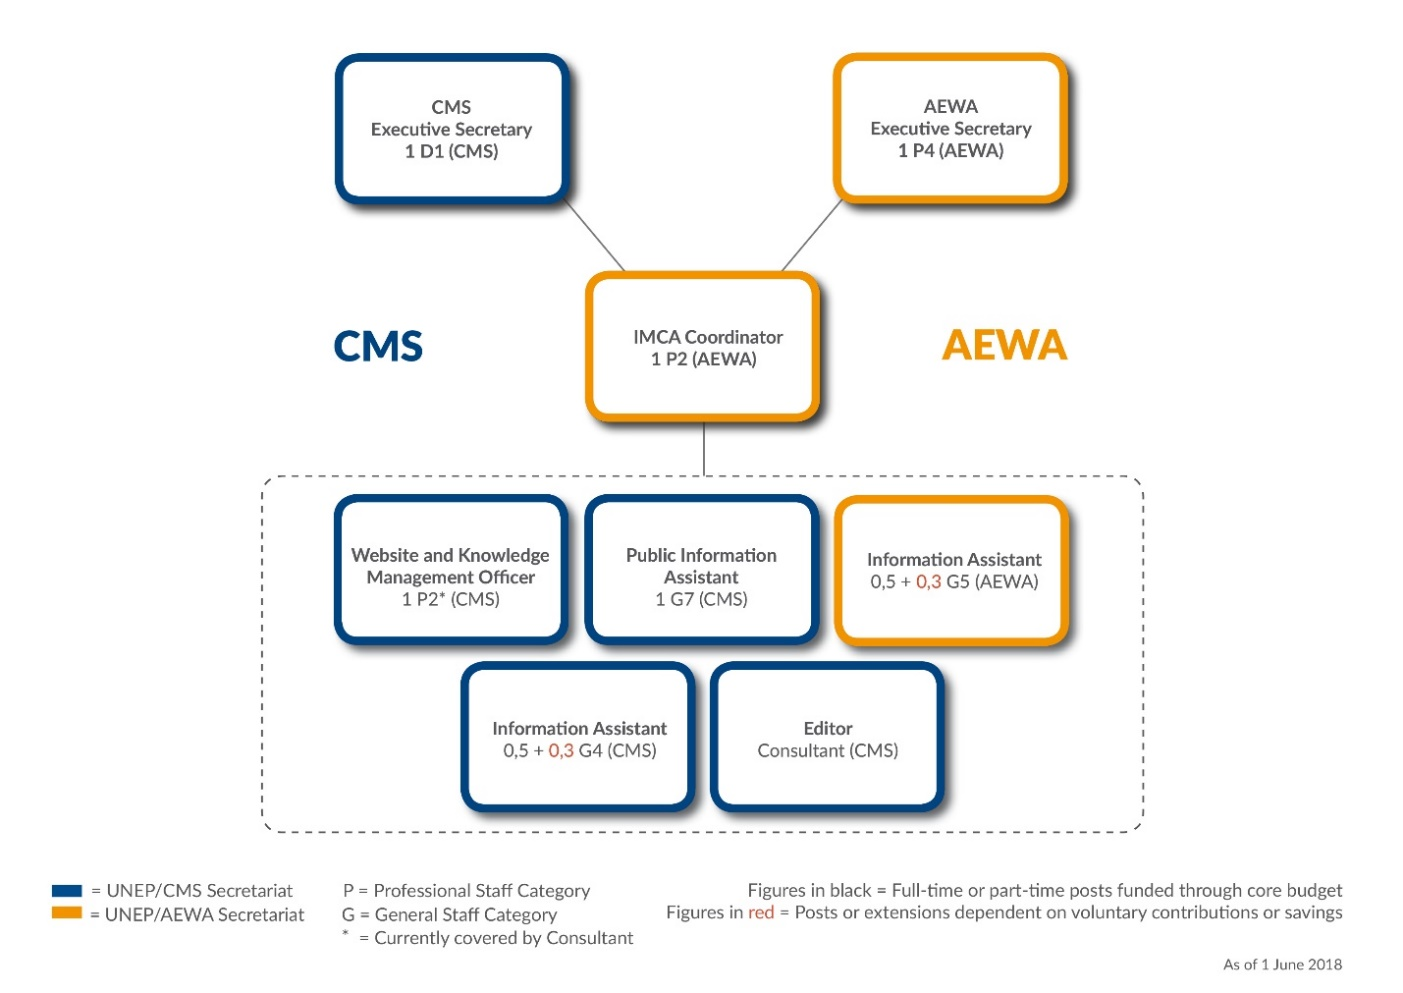 CMS
Executive Secretary
1 D1 (CMS)
AEWA
Executive Secretary
1 P4 (AEWA)
IMCA Coordinator
1 P2 (AEWA)
CMS
AEWA
Website and Knowledge
Management Officer
1 P2* (CMS)
Public Information
Assistant
1 G7 (CMS)
Information Assistant
0,5 + 0,3 G5 (AEWA)
Information Assistant
0,5 + 0,3 G4 (CMS)
Editor
Consultant (CMS)
= UNEP/CMS Secretariat
= UNEP/AEWA Secretariat
P = Professional Staff Category
G = General Staff Category
* = Currently covered by Consultant
Figures in black = Full-time or part-time posts funded through core budget
Figures in red = Posts or extensions dependent on voluntary contributions or savings
As of 1 June 2018